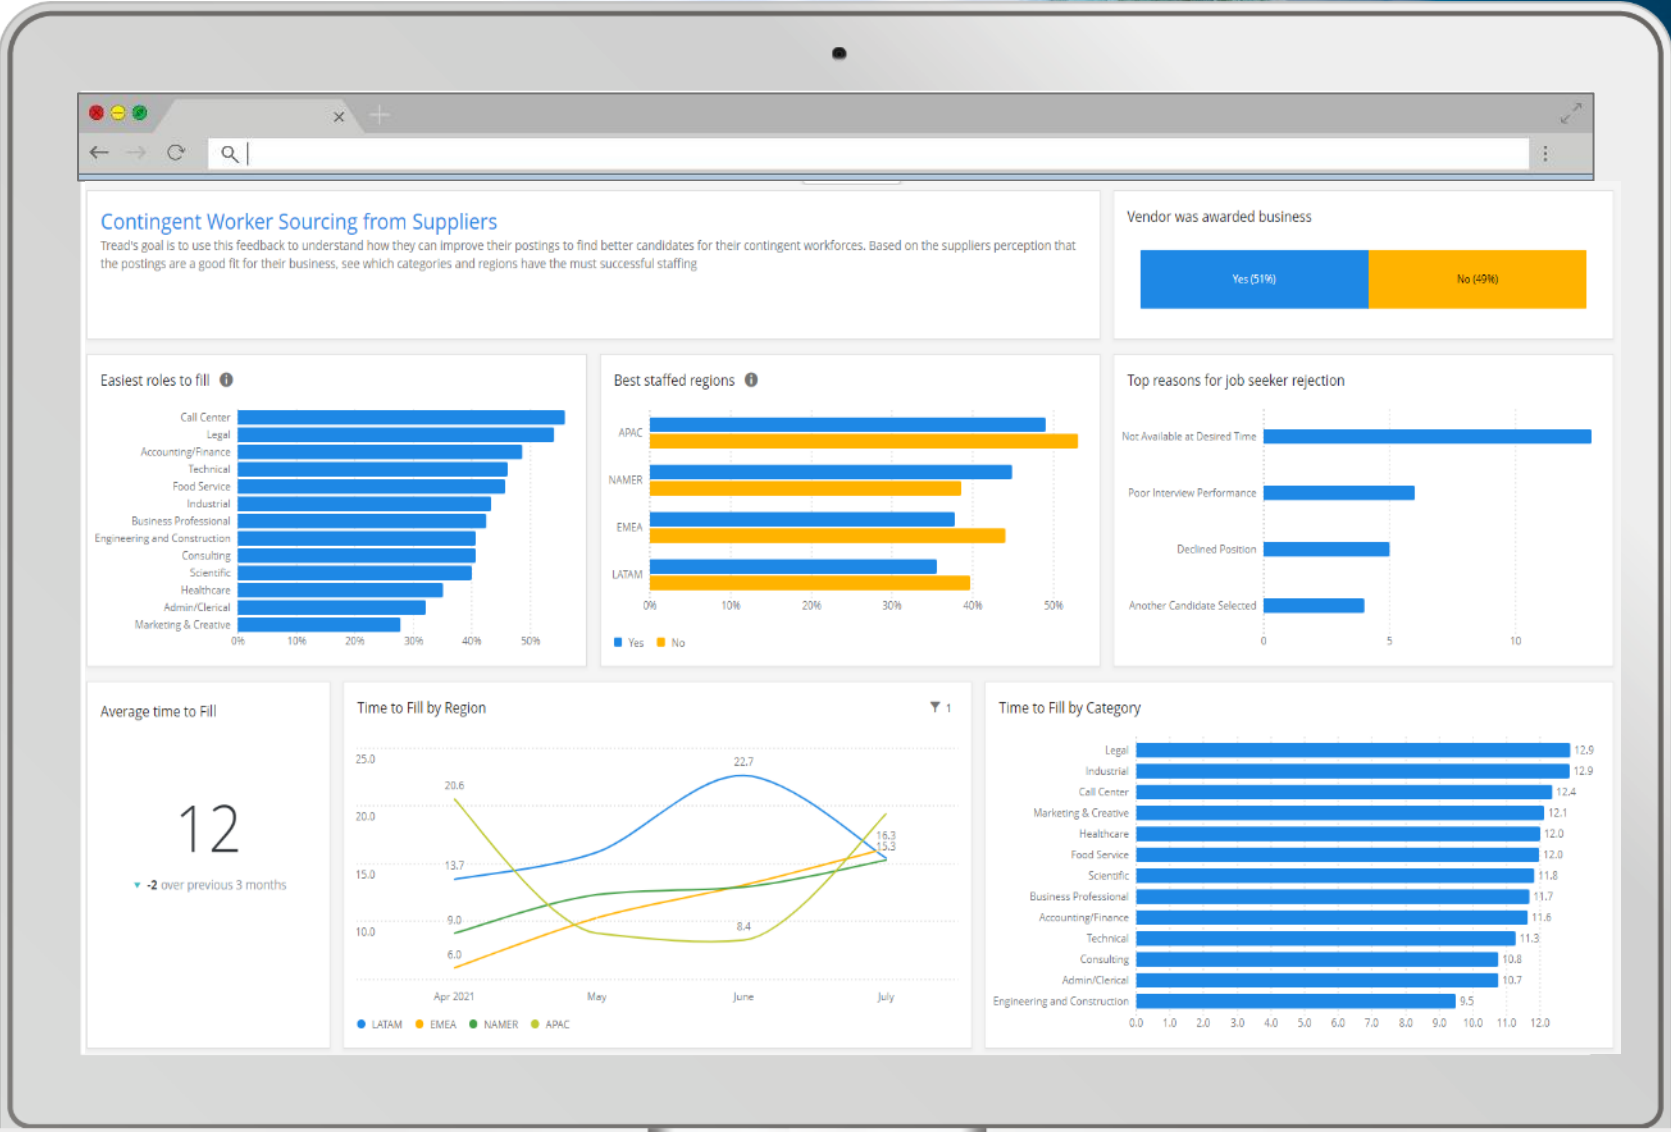 Contingent Worker Sourcing from Suppliers
Tread's goal is to use this feedback to understand how they can improve their postings to find better candidates for their contingent workforces. Based on the suppliers perception that
the postings are a good fit for their business, see which categories and regions have the must successful staffing
Vendor was awarded business
Yes (51%)
No (49%)
Easiest roles to fill
Call Center
Legal
Accounting/Finance
Technical
Food Service
Industrial
Business Professional
Engineering and Construction
Consulting
Scientific
Healthcare
Admin/Clerical
Marketing & Creative
0% 10% 20% 30% 40% 50%
Best staffed regions
APAC
NAMER
EMEA
LATAM
0% 10% 20% 30% 40% 50%
Yes No
Top reasons for job seeker rejection
Not Available at Desired Time
Poor Interview Performance
Declined Position
Another Candidate Selected
0 5 10
Average time to Fill
12
-2 over previous 3 months
Time to Fill by Region
1
25.0
20.0
15.0
10.0
20.6
13.7
9.0
6.0
22.7
8.4
16.3
15.3
Apr 2021 May June July
LATAM EMEA NAMER APAC
Time to Fill by Category
Legal 12.9
Industrial 12.9
Call Center 12.4
Marketing & Creative 12.1
Healthcare 12.0
Food Service 12.0
Scientific 11.8
Business Professional 11.7
Accounting/Finance 11.6
Technical 11.3
Consulting 10.8
Admin/Clerical 10.7
Engineering and Construction 9.5
0.0 1.0 2.0 3.0 4.0 5.0 6.0 7.0 8.0 9.0 10.0 11.0 12.0